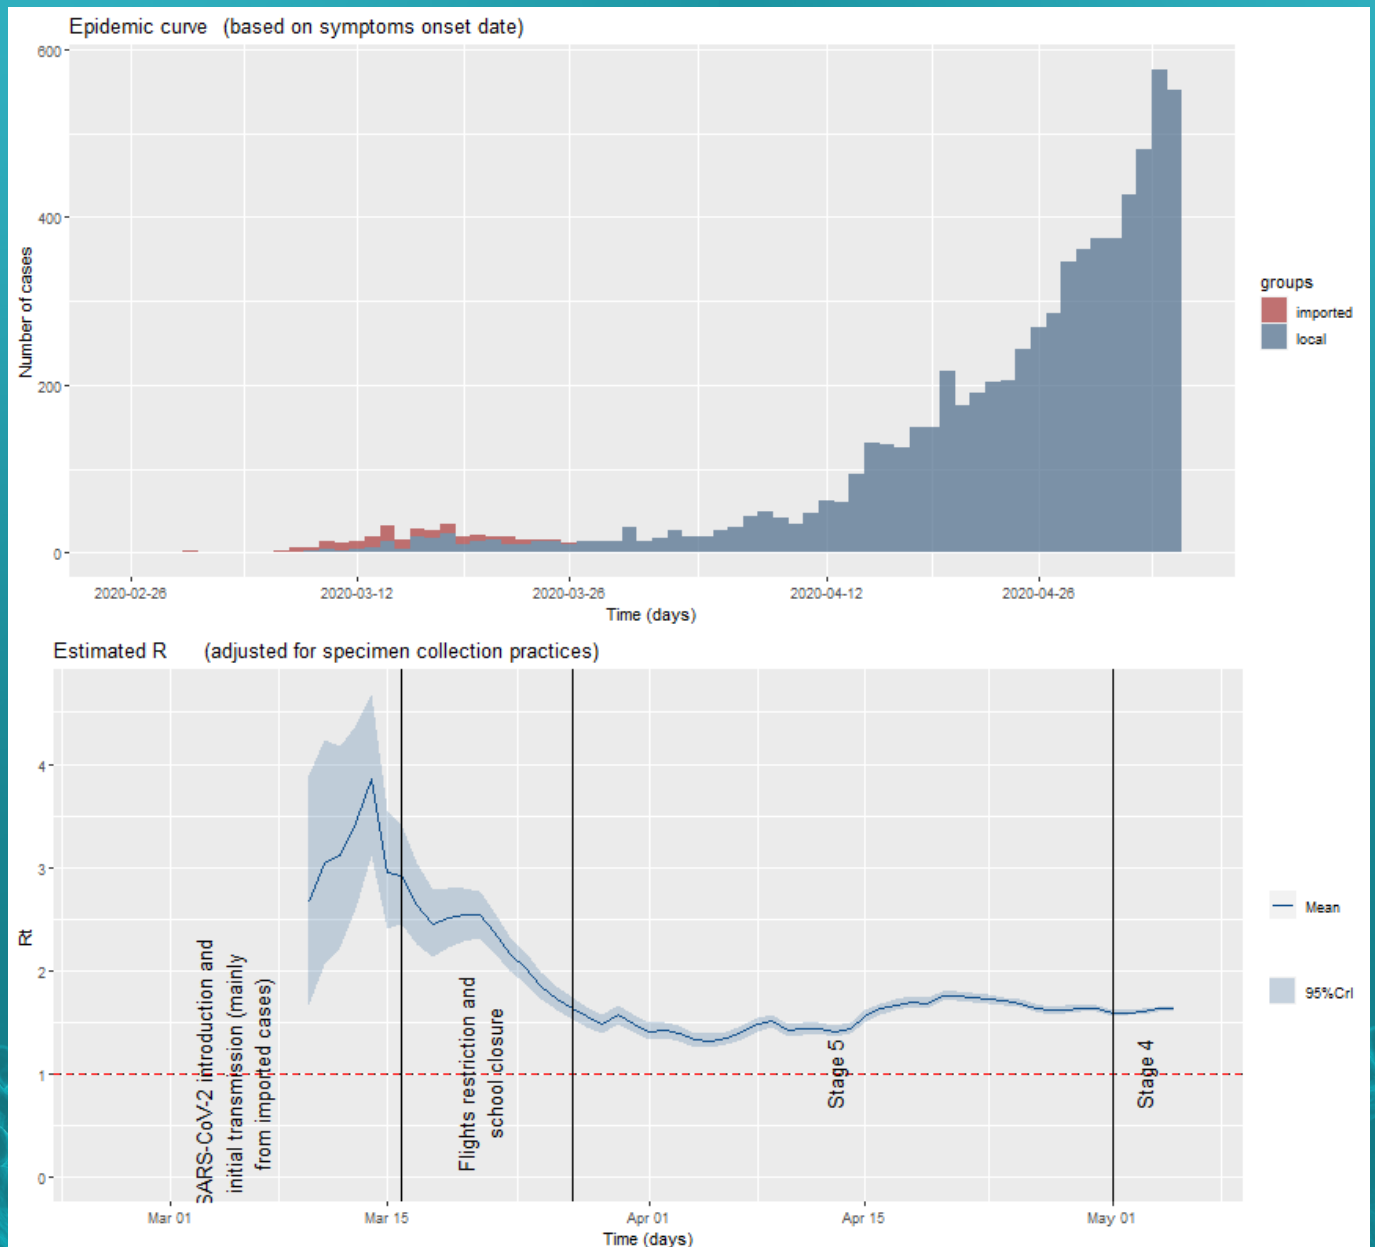 Epidemic curve (based on symptoms onset date)
600
400
200
0
Number of cases
2020-02-26
2020-03-12
2020-03-26
2020-04-12
2020-04-26
Time (days)
groups
imported
local
Estimated R (adjusted for specimen collection practices)
4
3
2
1
0
Rt
SARS-CoV-2 introduction and
initial transmission (mainly
from imported cases)
Flights restriction and
school closure
Stage 5
Stage 4
Mar 01
Mar 15
Apr 01
Apr 15
May 01
Time (days)
Mean
95%CrI